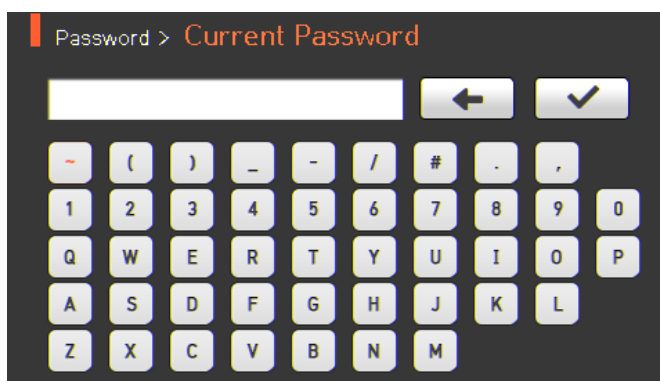 Password > Current Password
~ ( ) _ - / # . ,
1 2 3 4 5 6 7 8 9 0
Q W E R T Y U I O P
A S D F G H J K L
Z X C V B N M